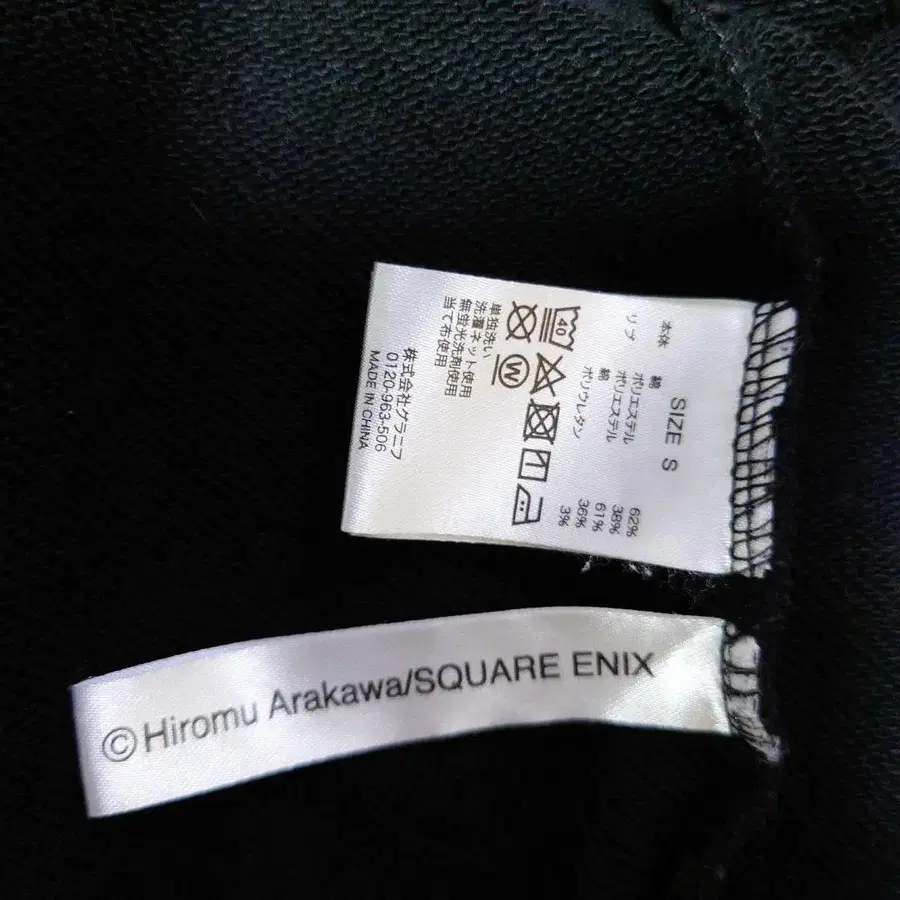 SIZE S
本体 綿 62%
ポリエステル 38%
リブ 綿 61%
ポリエステル 36%
ポリウレタン 3%
40
W
単独洗い
洗濯ネット使用
無蛍光洗剤使用
当て布使用
株式会社グラニフ
0120-963-506
MADE IN CHINA
©Hiromu Arakawa/SQUARE ENIX